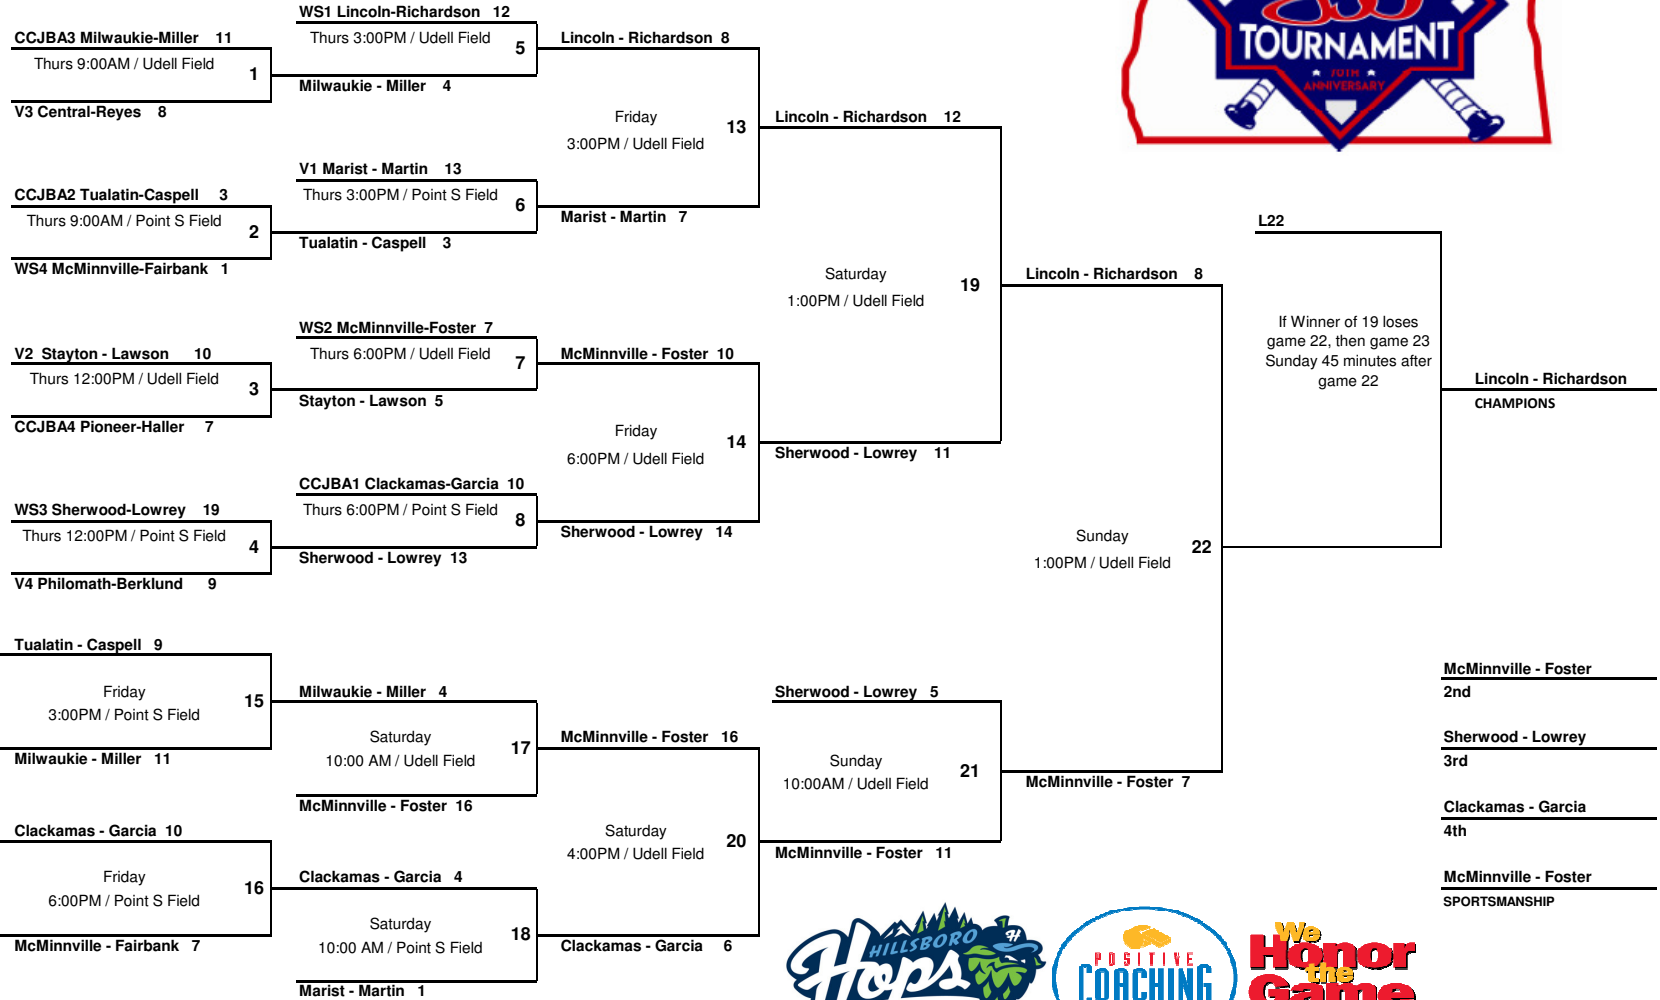 WS1 Lincoln-Richardson 12
CCJBA3 Milwaukie-Miller 11
Thurs 3:00PM / Udell Field
5
Lincoln - Richardson 8
TOURNAMENT
70TH
ANNIVERSARY
Thurs 9:00AM / Udell Field
1
Milwaukie - Miller 4
V3 Central-Reyes 8
Friday
13
3:00PM / Udell Field
Lincoln - Richardson 12
V1 Marist - Martin 13
CCJBA2 Tualatin-Caspell 3
Thurs 3:00PM / Point S Field
6
Thurs 9:00AM / Point S Field
2
Marist - Martin 7
L22
Tualatin - Caspell 3
WS4 McMinnville-Fairbank 1
Saturday
19
1:00PM / Udell Field
Lincoln - Richardson 8
WS2 McMinnville-Foster 7
If Winner of 19 loses
game 22, then game 23
Sunday 45 minutes after
game 22
V2 Stayton - Lawson 10
Thurs 6:00PM / Udell Field
7
McMinnville - Foster 10
Thurs 12:00PM / Udell Field
3
Lincoln - Richardson
CHAMPIONS
Stayton - Lawson 5
CCJBA4 Pioneer-Haller 7
Friday
14
6:00PM / Udell Field
Sherwood - Lowrey 11
CCJBA1 Clackamas-Garcia 10
WS3 Sherwood-Lowrey 19
Thurs 6:00PM / Point S Field
8
Sherwood - Lowrey 14
Thurs 12:00PM / Point S Field
4
Sherwood - Lowrey 13
V4 Philomath-Berklund 9
Sunday
22
1:00PM / Udell Field
Tualatin - Caspell 9
Friday
15
3:00PM / Point S Field
Milwaukie - Miller 4
Sherwood - Lowrey 5
McMinnville - Foster
2nd
Milwaukie - Miller 11
Saturday
17
10:00 AM / Udell Field
McMinnville - Foster 16
Sunday
21
10:00AM / Udell Field
McMinnville - Foster 7
Sherwood - Lowrey
3rd
McMinnville - Foster 16
Clackamas - Garcia 10
Saturday
20
4:00PM / Udell Field
McMinnville - Foster 11
Clackamas - Garcia
4th
Friday
16
6:00PM / Point S Field
Clackamas - Garcia 4
McMinnville - Foster
SPORTSMANSHIP
McMinnville - Fairbank 7
Saturday
18
10:00 AM / Point S Field
Clackamas - Garcia 6
Marist - Martin 1
HILLSBORO
H
Hops
POSITIVE
COACHING
We
Honor
the
Game